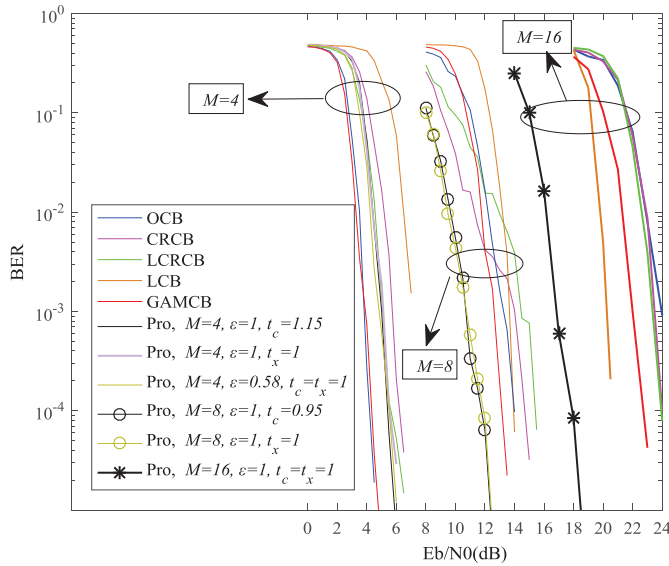 10^0
10^-1
10^-2
10^-3
10^-4
BER
M=4
M=16
M=8
OCB
CRCB
LCRCB
LCB
GAMCB
Pro, M=4, ε=1, t_c=1.15
Pro, M=4, ε=1, t_x=1
Pro, M=4, ε=0.58, t_c=t_x=1
Pro, M=8, ε=1, t_c=0.95
Pro, M=8, ε=1, t_x=1
Pro, M=16, ε=1, t_c=t_x=1
0 2 4 6 8 10 12 14 16 18 20 22 24
Eb/N0(dB)